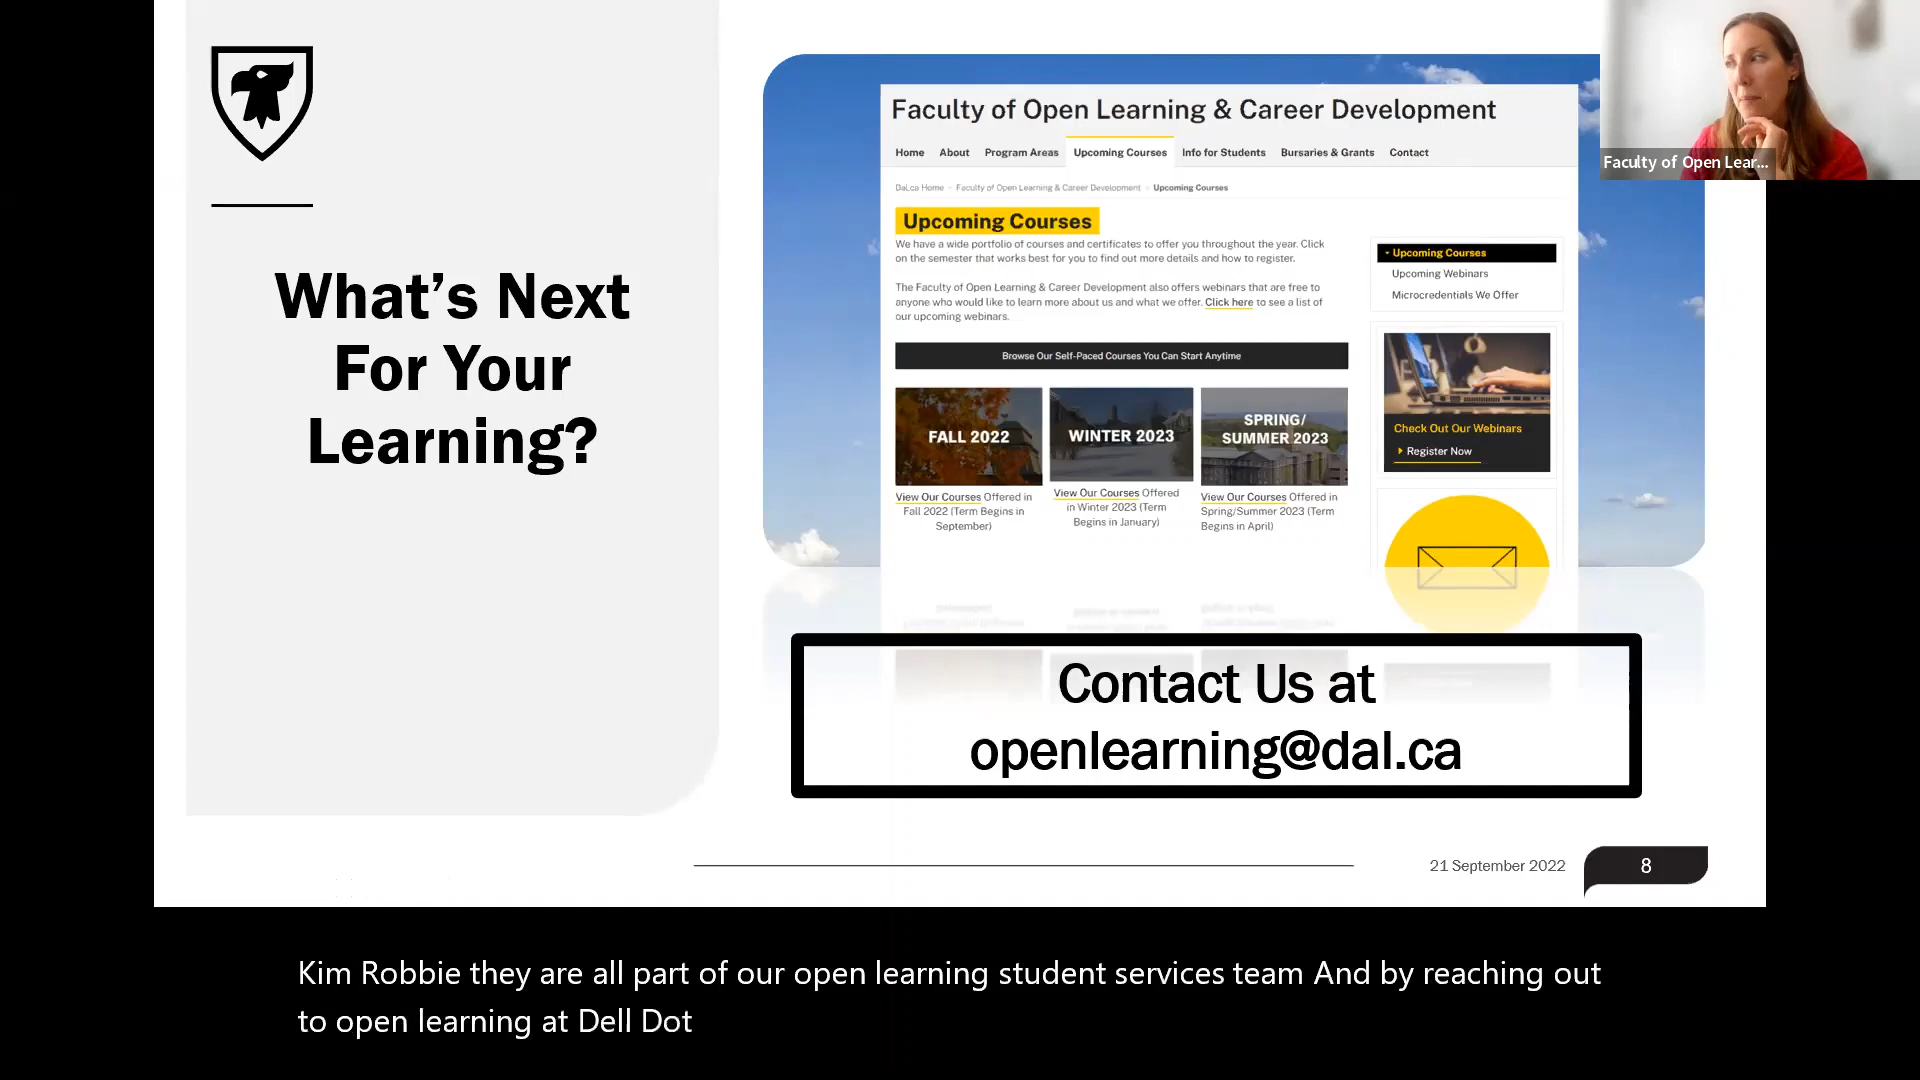 What's Next
For Your
Learning?
Faculty of Open Learning & Career Development
Home About Program Areas Upcoming Courses Info for Students Bursaries & Grants Contact
Dal.ca Home - Faculty of Open Learning & Career Development - Upcoming Courses
Upcoming Courses
We have a wide portfolio of courses and certificates to offer you throughout the year. Click
on the semester that works best for you to find out more details and how to register.
The Faculty of Open Learning & Career Development also offers webinars that are free to
anyone who would like to learn more about us and what we offer. Click here to see a list of
our upcoming webinars.
Browse Our Self-Paced Courses You Can Start Anytime
FALL 2022
View Our Courses Offered in
Fall 2022 (Term Begins in
September)
WINTER 2023
View Our Courses Offered
in Winter 2023 (Term
Begins in January)
SPRING/
SUMMER 2023
View Our Courses Offered in
Spring/Summer 2023 (Term
Begins in April)
Upcoming Courses
Upcoming Webinars
Microcredentials We Offer
Check Out Our Webinars
Register Now
Faculty of Open Lear...
Contact Us at
openlearning@dal.ca
21 September 2022
8
Kim Robbie they are all part of our open learning student services team And by reaching out
to open learning at Dell Dot